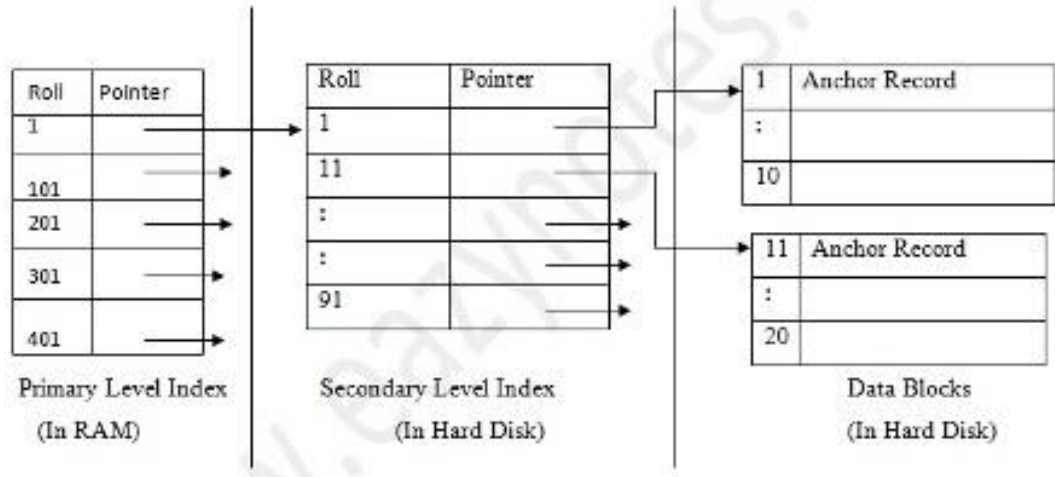 Roll Pointer
1
101
201
301
401
Primary Level Index
(In RAM)
Roll Pointer
1
11
:
:
91
Secondary Level Index
(In Hard Disk)
1 Anchor Record
:
10
11 Anchor Record
:
20
Data Blocks
(In Hard Disk)